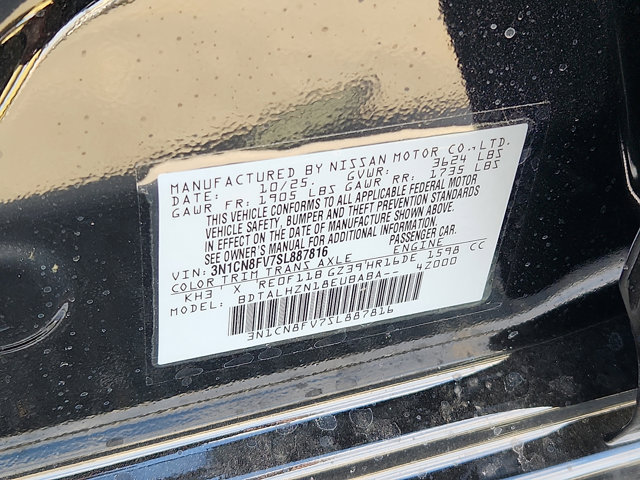 MANUFACTURED BY NISSAN MOTOR CO.,LTD.
DATE: 10/25. GVWR: 3624 LBS
GAWR FR: 1905 LBS GAWR RR: 1735 LBS
THIS VEHICLE CONFORMS TO ALL APPLICABLE FEDERAL MOTOR
VEHICLE SAFETY, BUMPER AND THEFT PREVENTION STANDARDS
IN EFFECT ON THE DATE OF MANUFACTURE SHOWN ABOVE.
SEE OWNER'S MANUAL FOR ADDITIONAL INFORMATION.
VIN: 3N1CN8FV7SL887816 PASSENGER CAR.
COLOR TRIM TRANS AXLE ENGINE
KH3 X RE0F11B GZ39 HR16DE 1598 CC
MODEL: BDTALHZN18EUBABA-- 42000
3N1CN8FV7SL887816